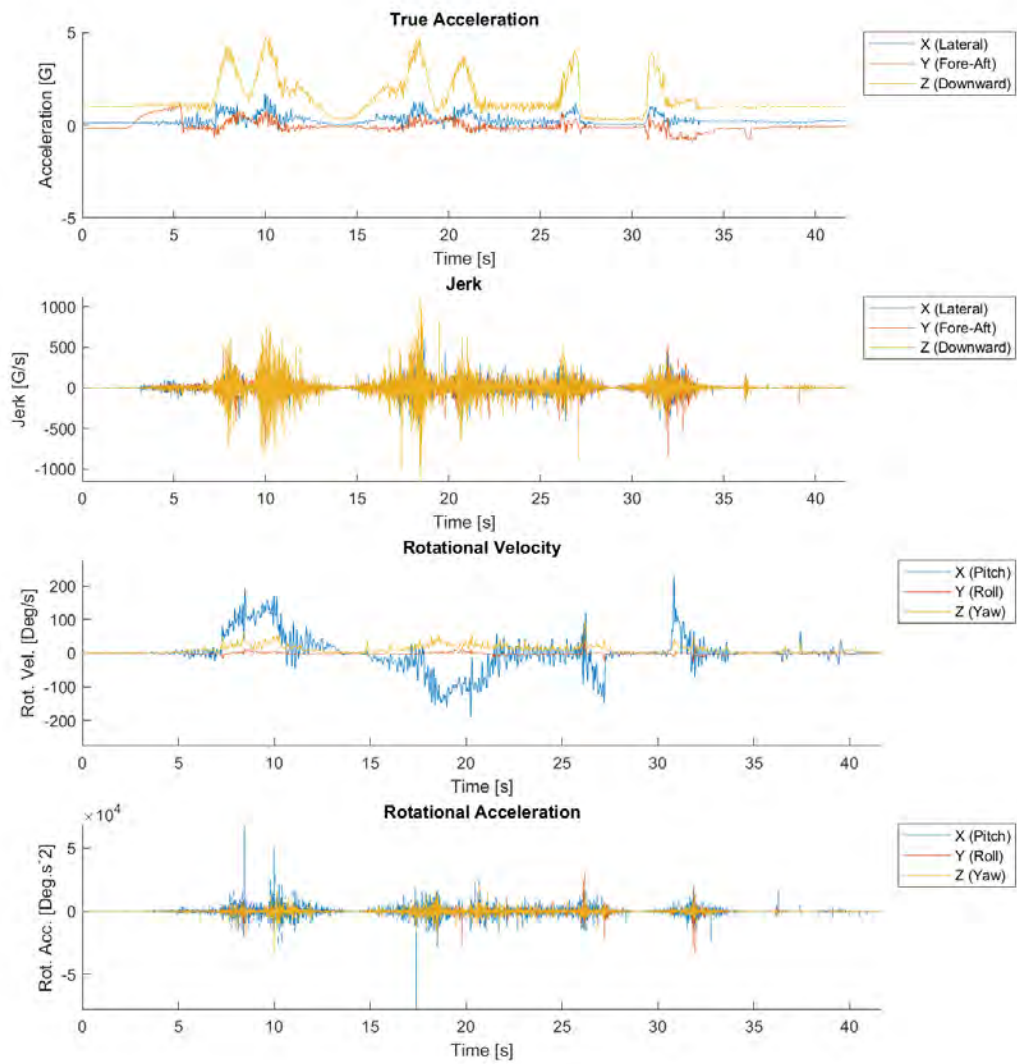 True Acceleration
Acceleration [G]
5
0
-5
0 5 10 15 20 25 30 35 40
Time [s]
X (Lateral)
Y (Fore-Aft)
Z (Downward)
Jerk
Jerk [G/s]
1000
500
0
-500
-1000
0 5 10 15 20 25 30 35 40
Time [s]
X (Lateral)
Y (Fore-Aft)
Z (Downward)
Rotational Velocity
Rot. Vel. [Deg/s]
200
100
0
-100
-200
0 5 10 15 20 25 30 35 40
Time [s]
X (Pitch)
Y (Roll)
Z (Yaw)
Rotational Acceleration
×10^4
Rot. Acc. [Deg.s^2]
5
0
-5
0 5 10 15 20 25 30 35 40
Time [s]
X (Pitch)
Y (Roll)
Z (Yaw)